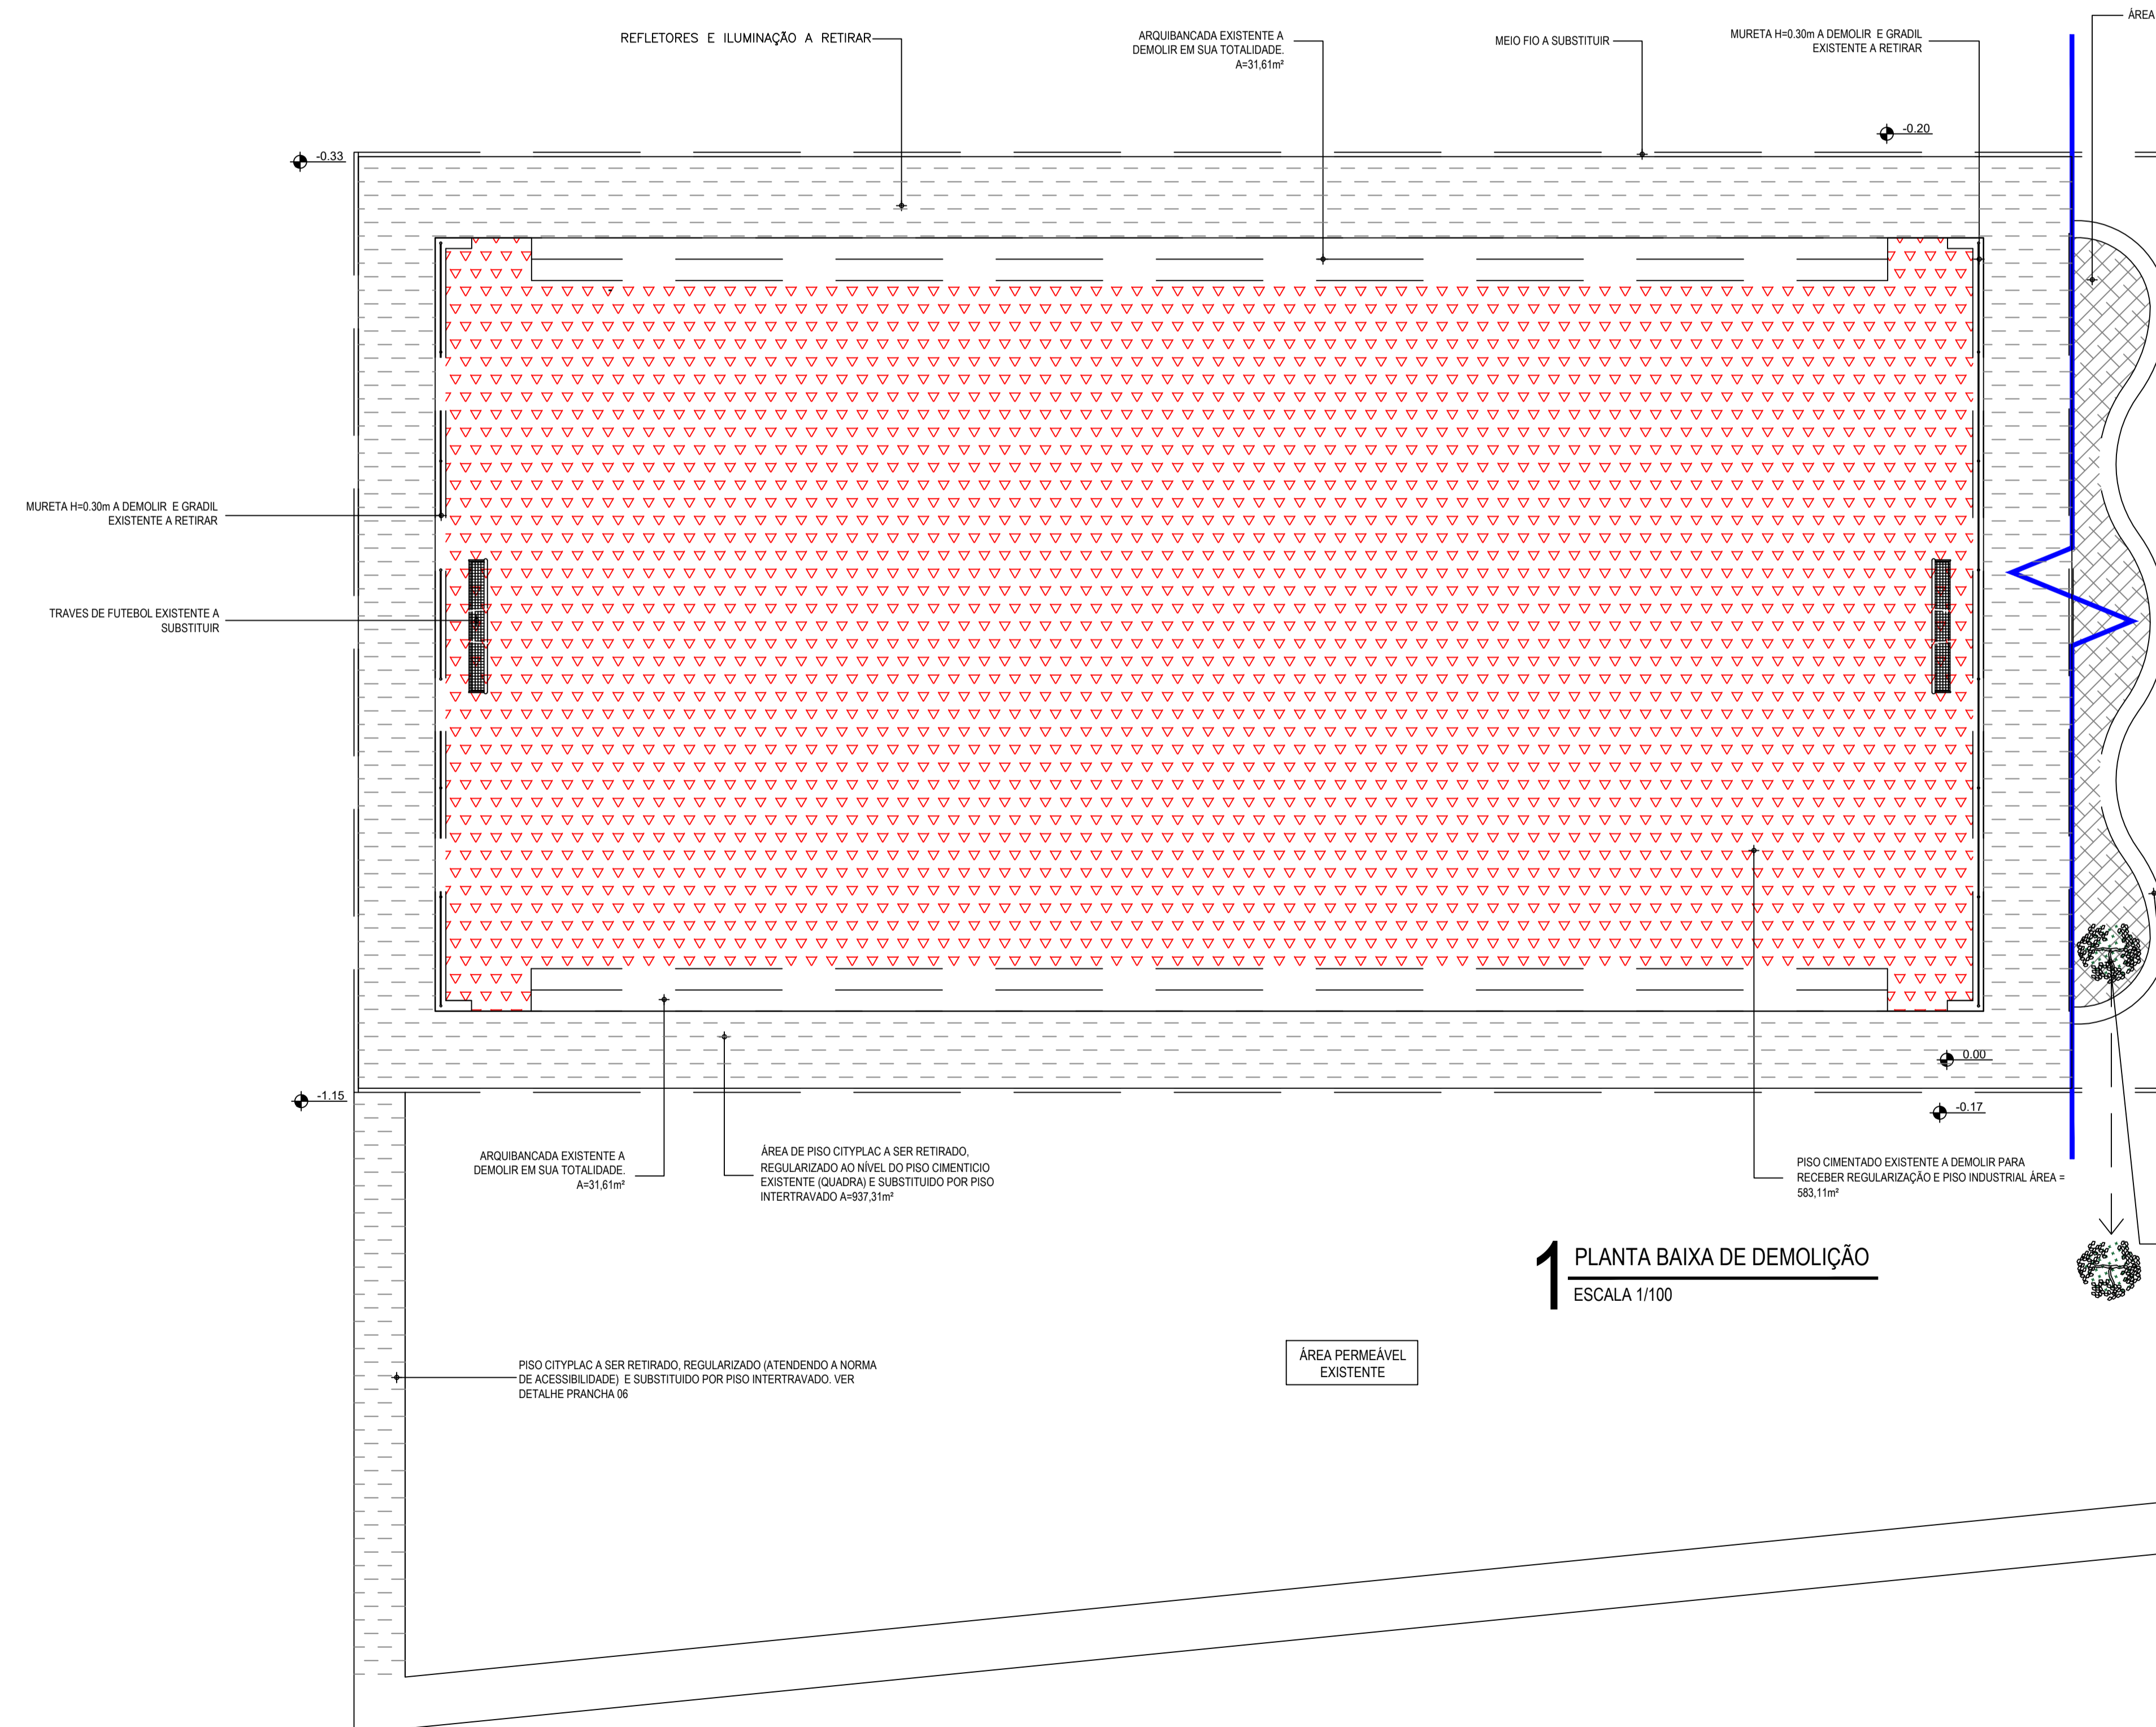 ÁREA
REFLETORES E ILUMINAÇÃO A RETIRAR
ARQUIBANCADA EXISTENTE A
DEMOLIR EM SUA TOTALIDADE.
A=31,61m²
MEIO FIO A SUBSTITUIR
MURETA H=0.30m A DEMOLIR E GRADIL
EXISTENTE A RETIRAR
-0.33
-0.20
MURETA H=0.30m A DEMOLIR E GRADIL
EXISTENTE A RETIRAR
TRAVES DE FUTEBOL EXISTENTE A
SUBSTITUIR
0.00
-1.15
-0.17
ARQUIBANCADA EXISTENTE A
DEMOLIR EM SUA TOTALIDADE.
A=31,61m²
ÁREA DE PISO CITYPLAC A SER RETIRADO,
REGULARIZADO AO NÍVEL DO PISO CIMENTICIO
EXISTENTE (QUADRA) E SUBSTITUIDO POR PISO
INTERTRAVADO A=937,31m²
PISO CIMENTADO EXISTENTE A DEMOLIR PARA
RECEBER REGULARIZAÇÃO E PISO INDUSTRIAL ÁREA =
583,11m²
1 PLANTA BAIXA DE DEMOLIÇÃO
ESCALA 1/100
ÁREA PERMEÁVEL
EXISTENTE
PISO CITYPLAC A SER RETIRADO, REGULARIZADO (ATENDENDO A NORMA
DE ACESSIBILIDADE) E SUBSTITUIDO POR PISO INTERTRAVADO. VER
DETALHE PRANCHA 06